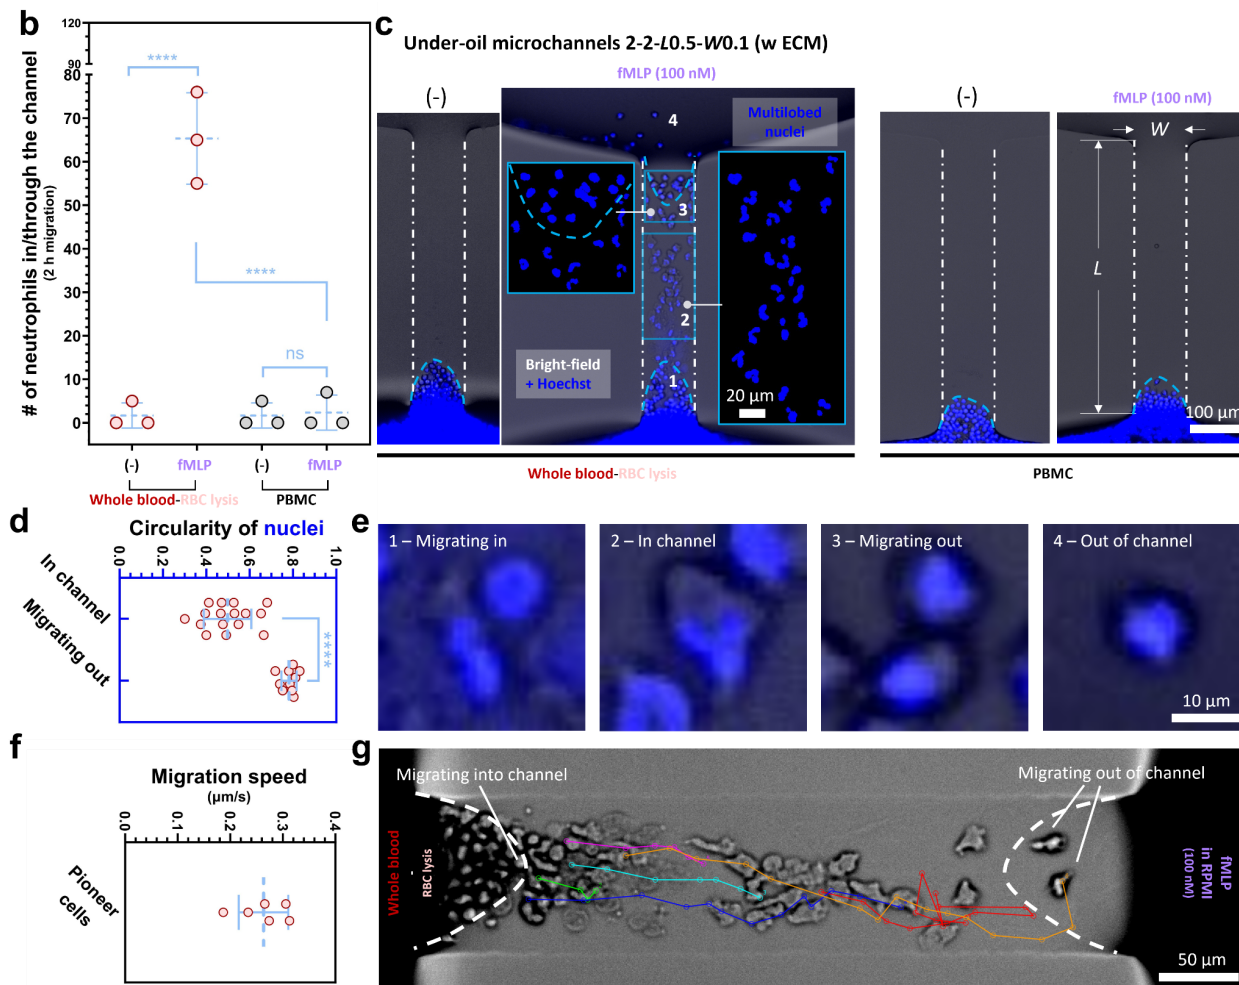 b
# of neutrophils in/through the channel
(2 h migration)
120
90
80
75
70
65
60
50
40
30
20
10
0
****
****
ns
(-)
fMLP
(-)
fMLP
Whole blood-RBC lysis
PBMC
c
Under-oil microchannels 2-2-L0.5-W0.1 (w ECM)
fMLP (100 nM)
(-)
4
Multilobed
nuclei
3
2
1
Bright-field
+ Hoechst
20 µm
Whole blood-RBC lysis
(-)
fMLP (100 nM)
W
L
100 µm
PBMC
d
Circularity of nuclei
0.0
0.2
0.4
0.6
0.8
1.0
In channel
Migrating out
****
e
1 – Migrating in
2 – In channel
3 – Migrating out
4 – Out of channel
10 µm
f
Migration speed
(µm/s)
0.0
0.1
0.2
0.3
0.4
Pioneer
cells
g
Migrating into channel
Migrating out of channel
Whole blood
RBC lysis
fMLP
in RPMI
(100 nM)
50 µm